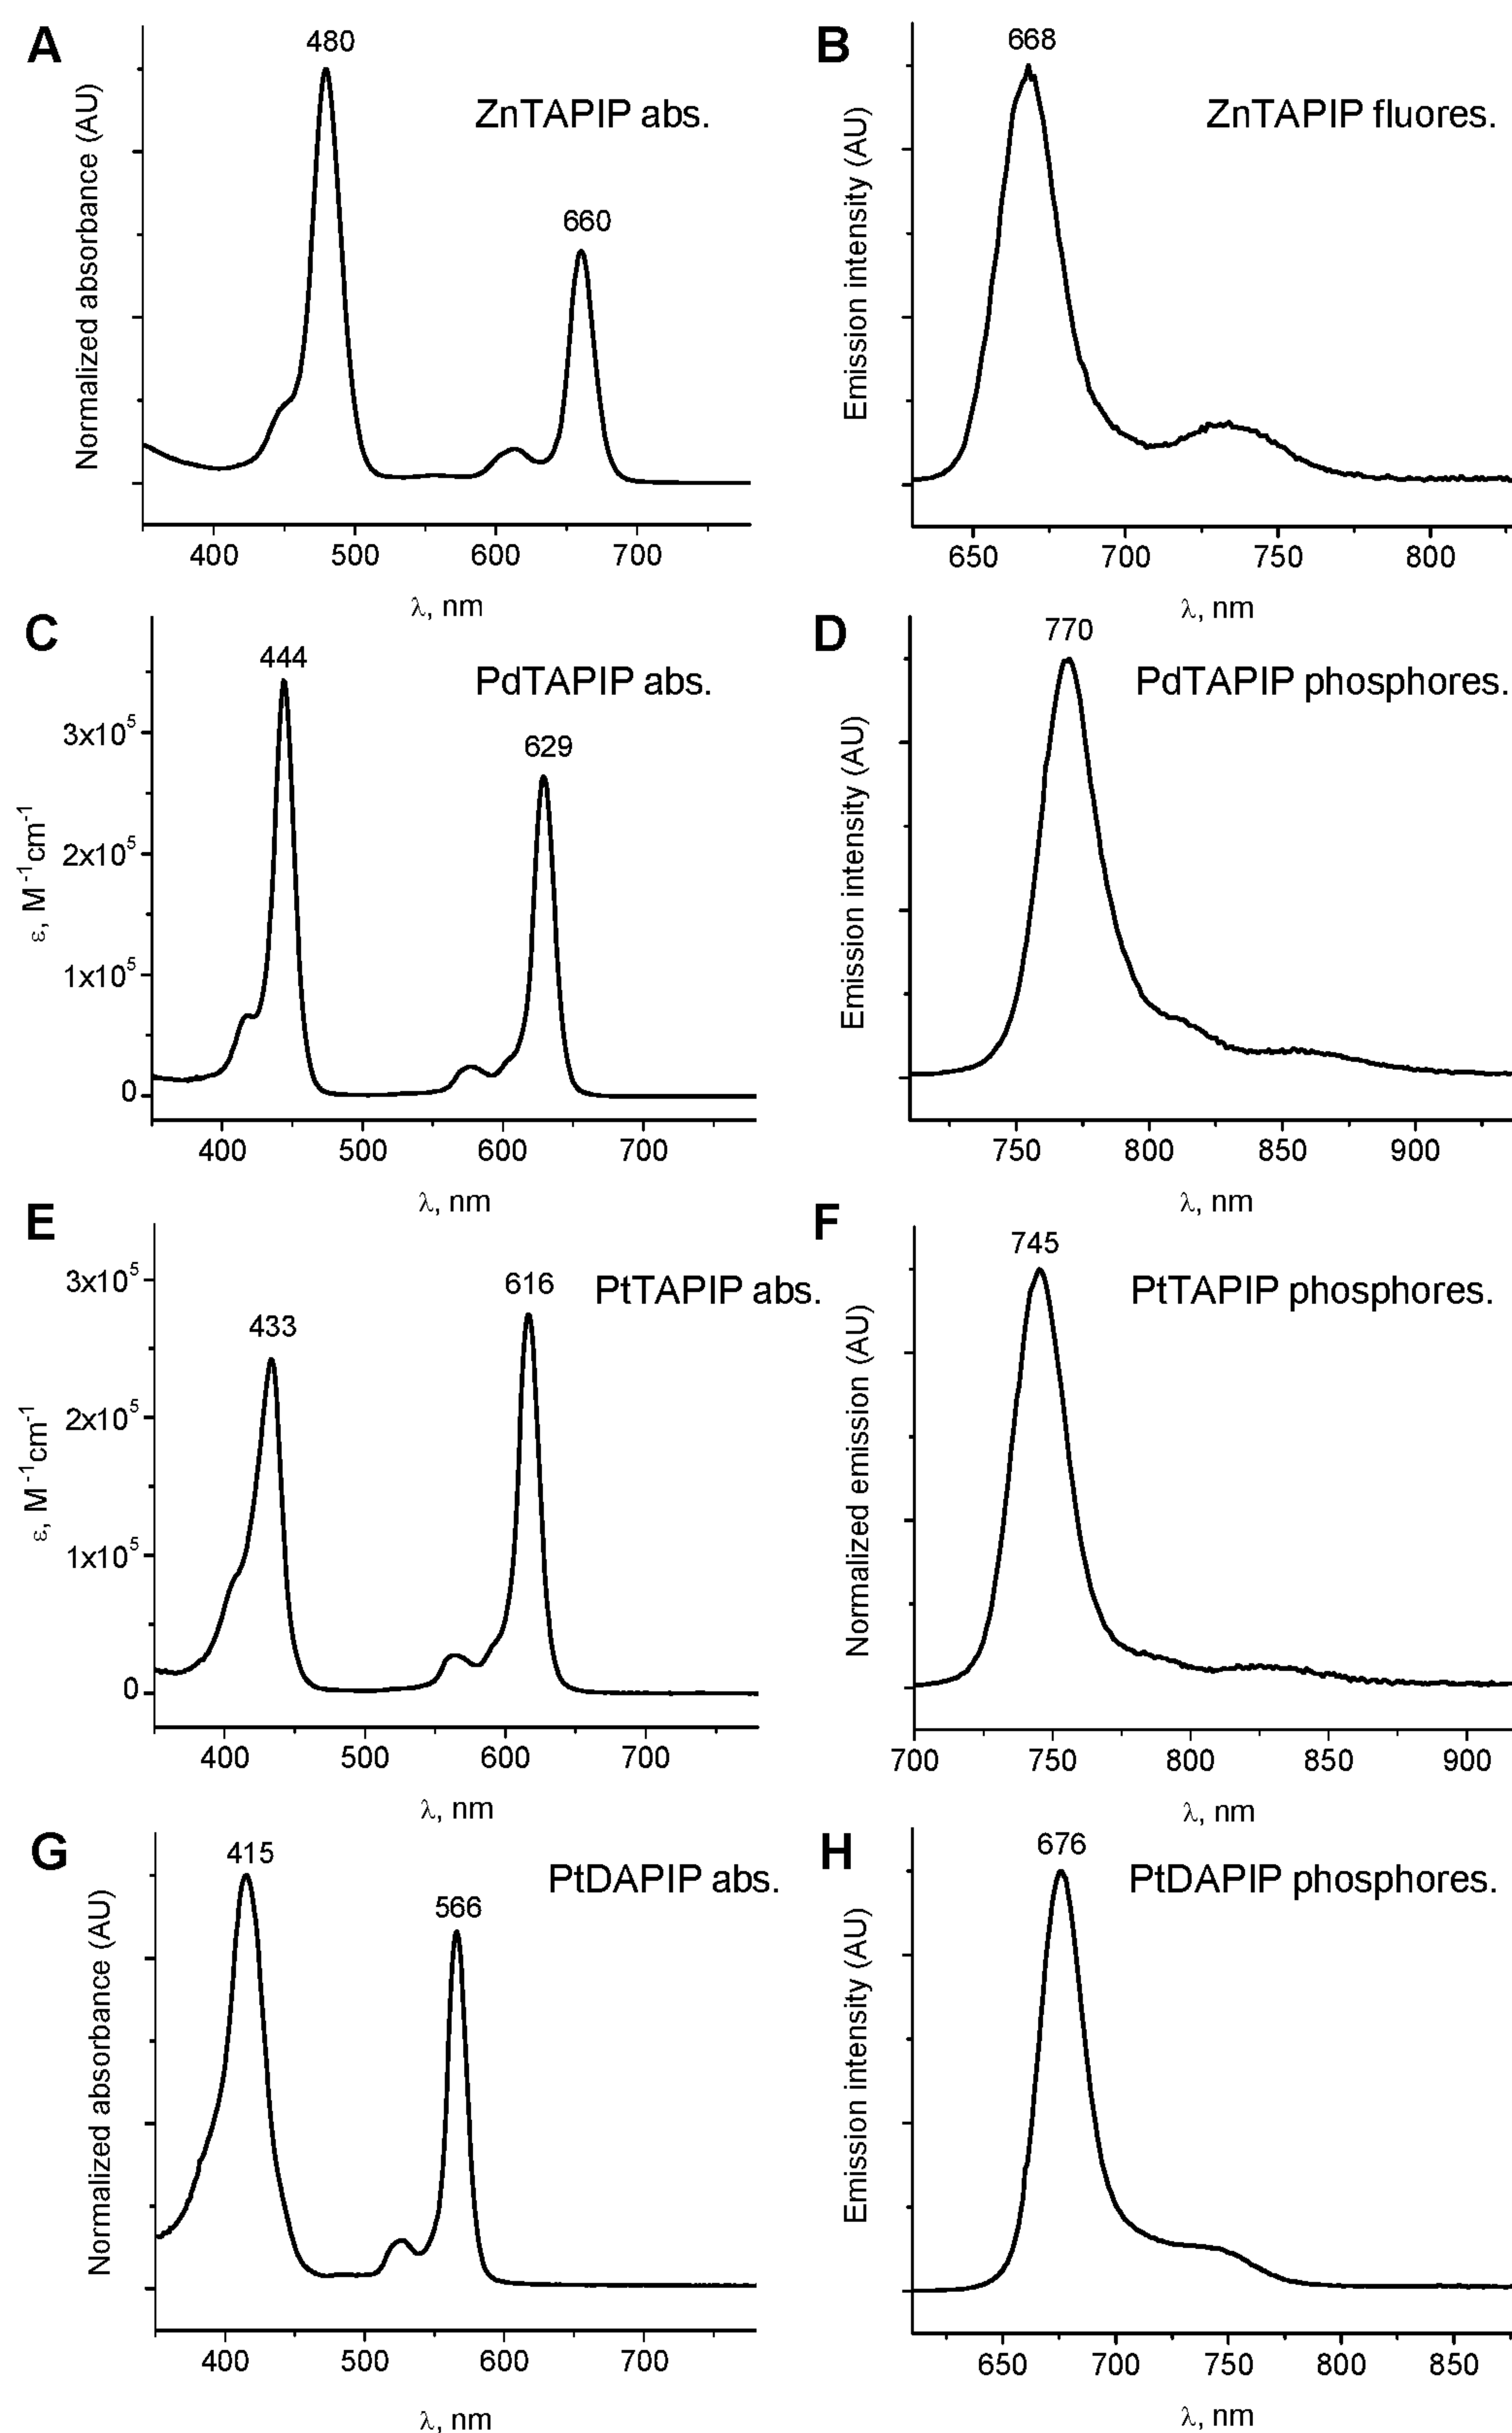 A
480
ZnTAPIP abs.
660
Normalized absorbance (AU)
400 500 600 700
λ, nm
B
668
ZnTAPIP fluores.
Emission intensity (AU)
650 700 750 800
λ, nm
C
444
PdTAPIP abs.
629
3x10⁵
2x10⁵
1x10⁵
0
ε, M⁻¹cm⁻¹
400 500 600 700
λ, nm
D
770
PdTAPIP phosphores.
Emission intensity (AU)
750 800 850 900
λ, nm
E
616
PtTAPIP abs.
433
3x10⁵
2x10⁵
1x10⁵
0
ε, M⁻¹cm⁻¹
400 500 600 700
λ, nm
F
745
PtTAPIP phosphores.
Normalized emission (AU)
700 750 800 850 900
λ, nm
G
415
PtDAPIP abs.
566
Normalized absorbance (AU)
400 500 600 700
λ, nm
H
676
PtDAPIP phosphores.
Emission intensity (AU)
650 700 750 800 850
λ, nm